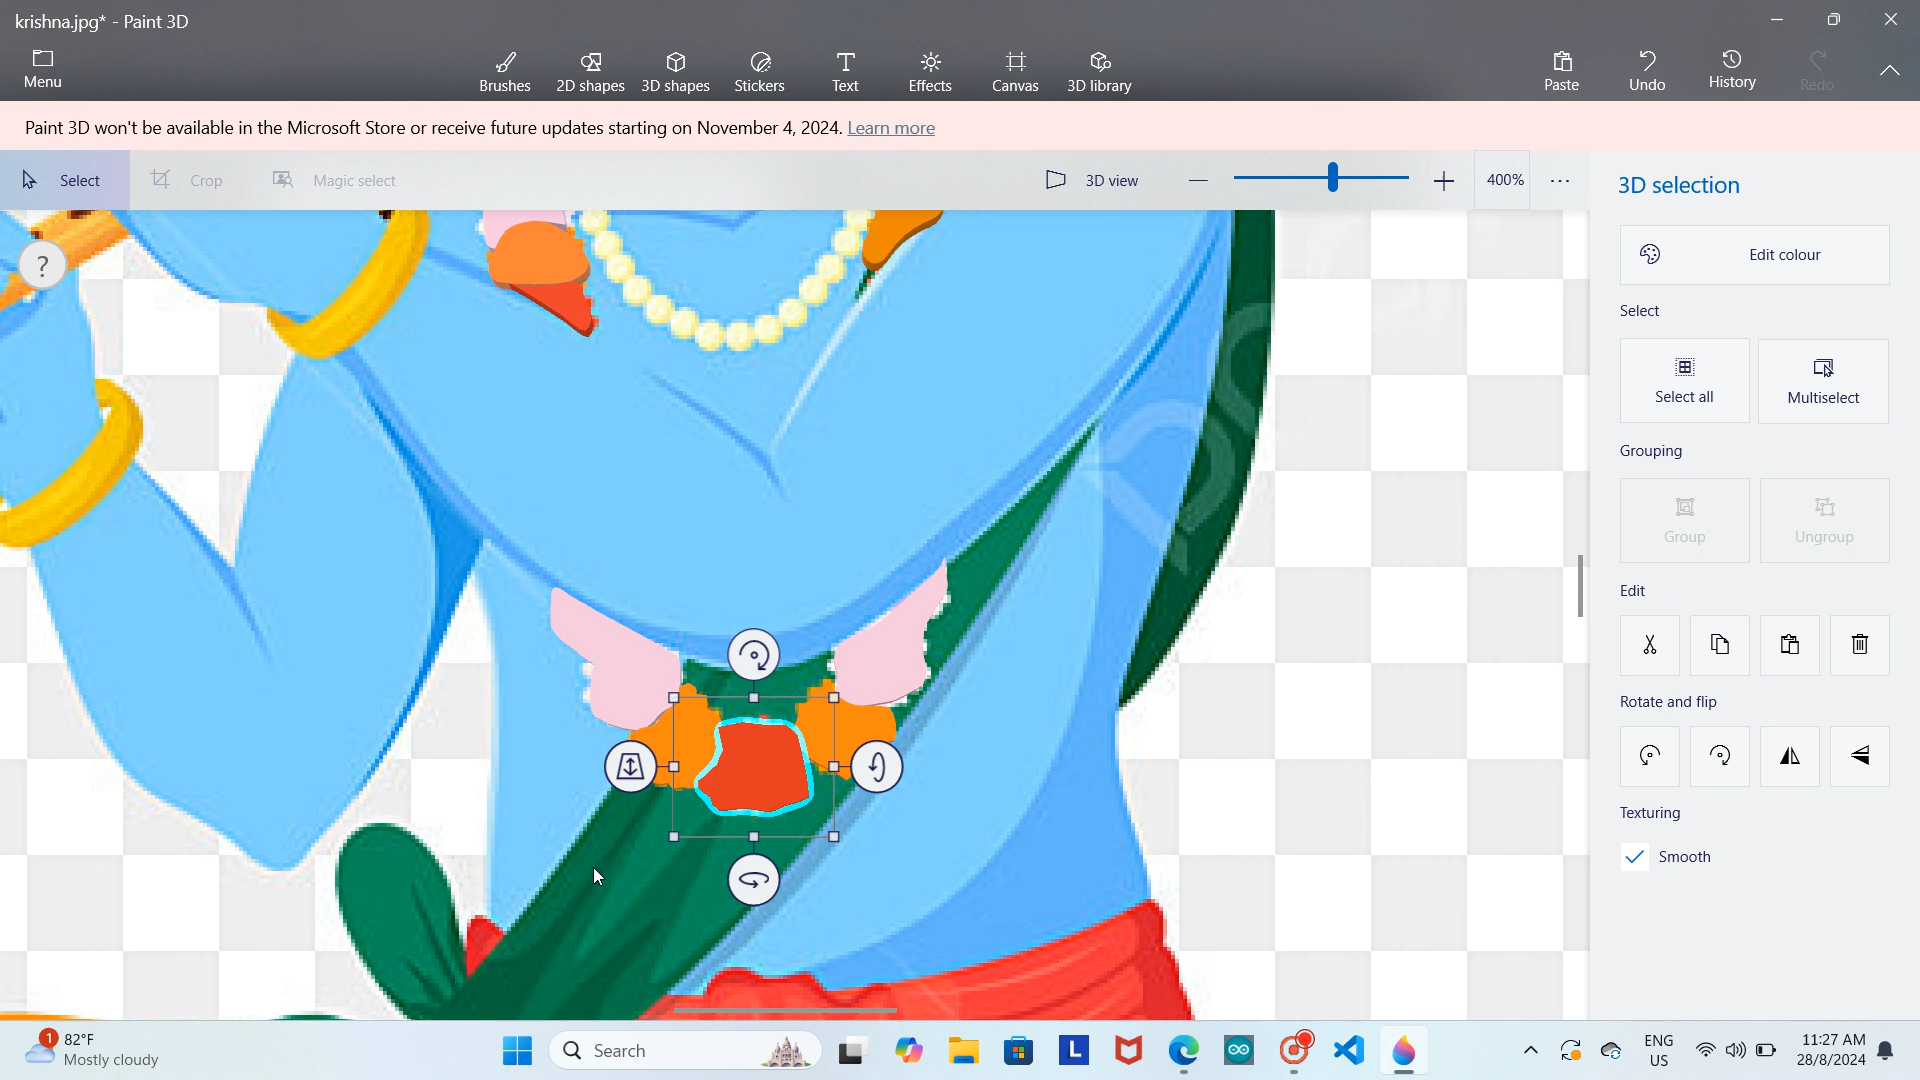 krishna.jpg* - Paint 3D
Menu
Brushes
2D shapes
3D shapes
Stickers
Text
Effects
Canvas
3D library
Paste
Undo
History
Redo
Paint 3D won't be available in the Microsoft Store or receive future updates starting on November 4, 2024. Learn more
Select
Crop
Magic select
3D view
400%
3D selection
?
Edit colour
Select
Select all
Multiselect
Grouping
Group
Ungroup
Edit
Rotate and flip
Texturing
Smooth
1
82°F
Mostly cloudy
Search
L
ENG
US
11:27 AM
28/8/2024